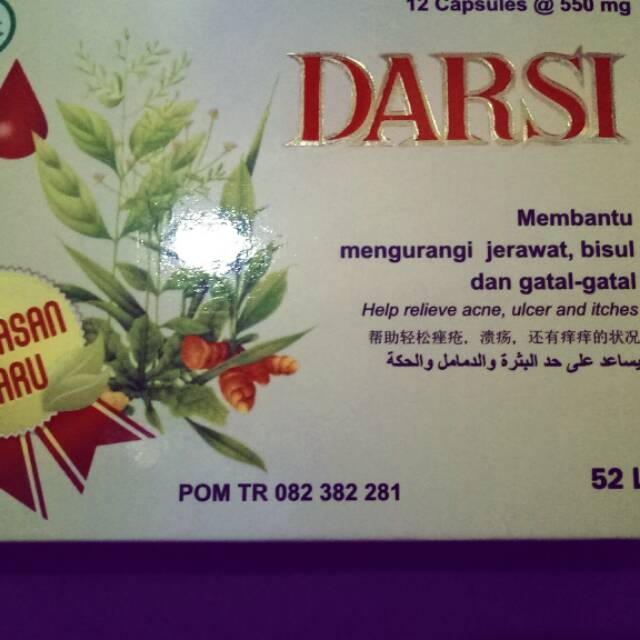 12 Capsules @ 550 mg
DARSI
Membantu
mengurangi jerawat, bisul
dan gatal-gatal
Help relieve acne, ulcer and itches
帮助轻松痤疮，溃疡，还有痒痒的状况
يساعد على حد البثرة والدمامل والحكة
ASAN
ARU
POM TR 082 382 281
52